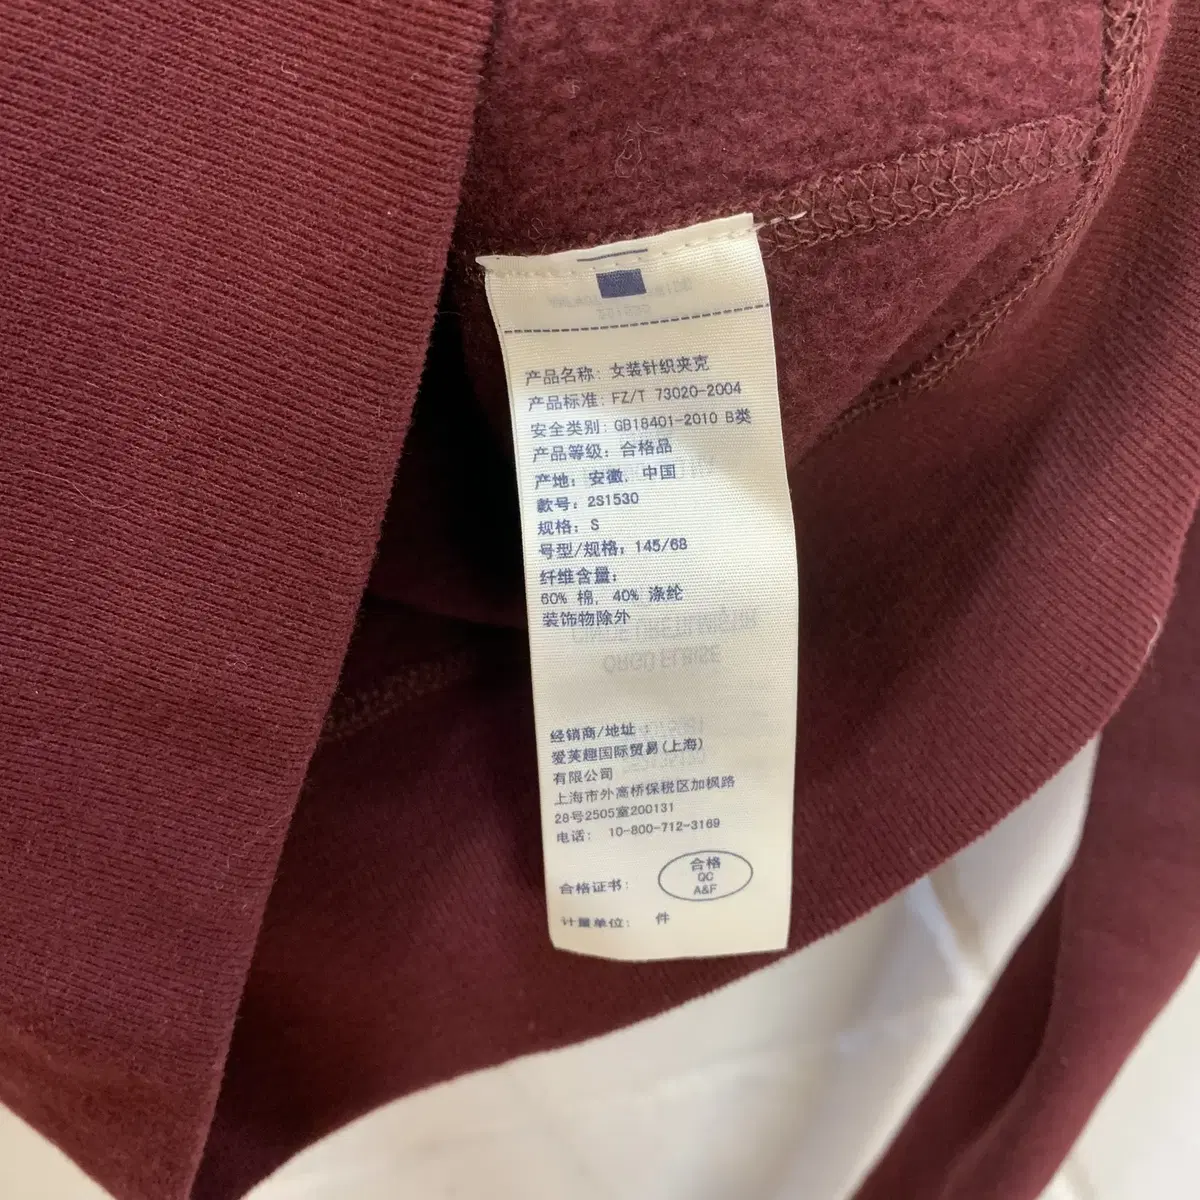 产品名称: 女装针织夹克
产品标准: FZ/T 73020-2004
安全类别: GB18401-2010 B类
产品等级: 合格品
产地: 安徽, 中国
款号: 2S1530
规格: S
号型/规格: 145/68
纤维含量:
60% 棉, 40% 涤纶
装饰物除外
经销商/地址:
爱芙趣国际贸易(上海)
有限公司
上海市外高桥保税区加枫路
28号2505室200131
电话: 10-800-712-3169
合格
QC
A&F
合格证书:
计量单位: 件